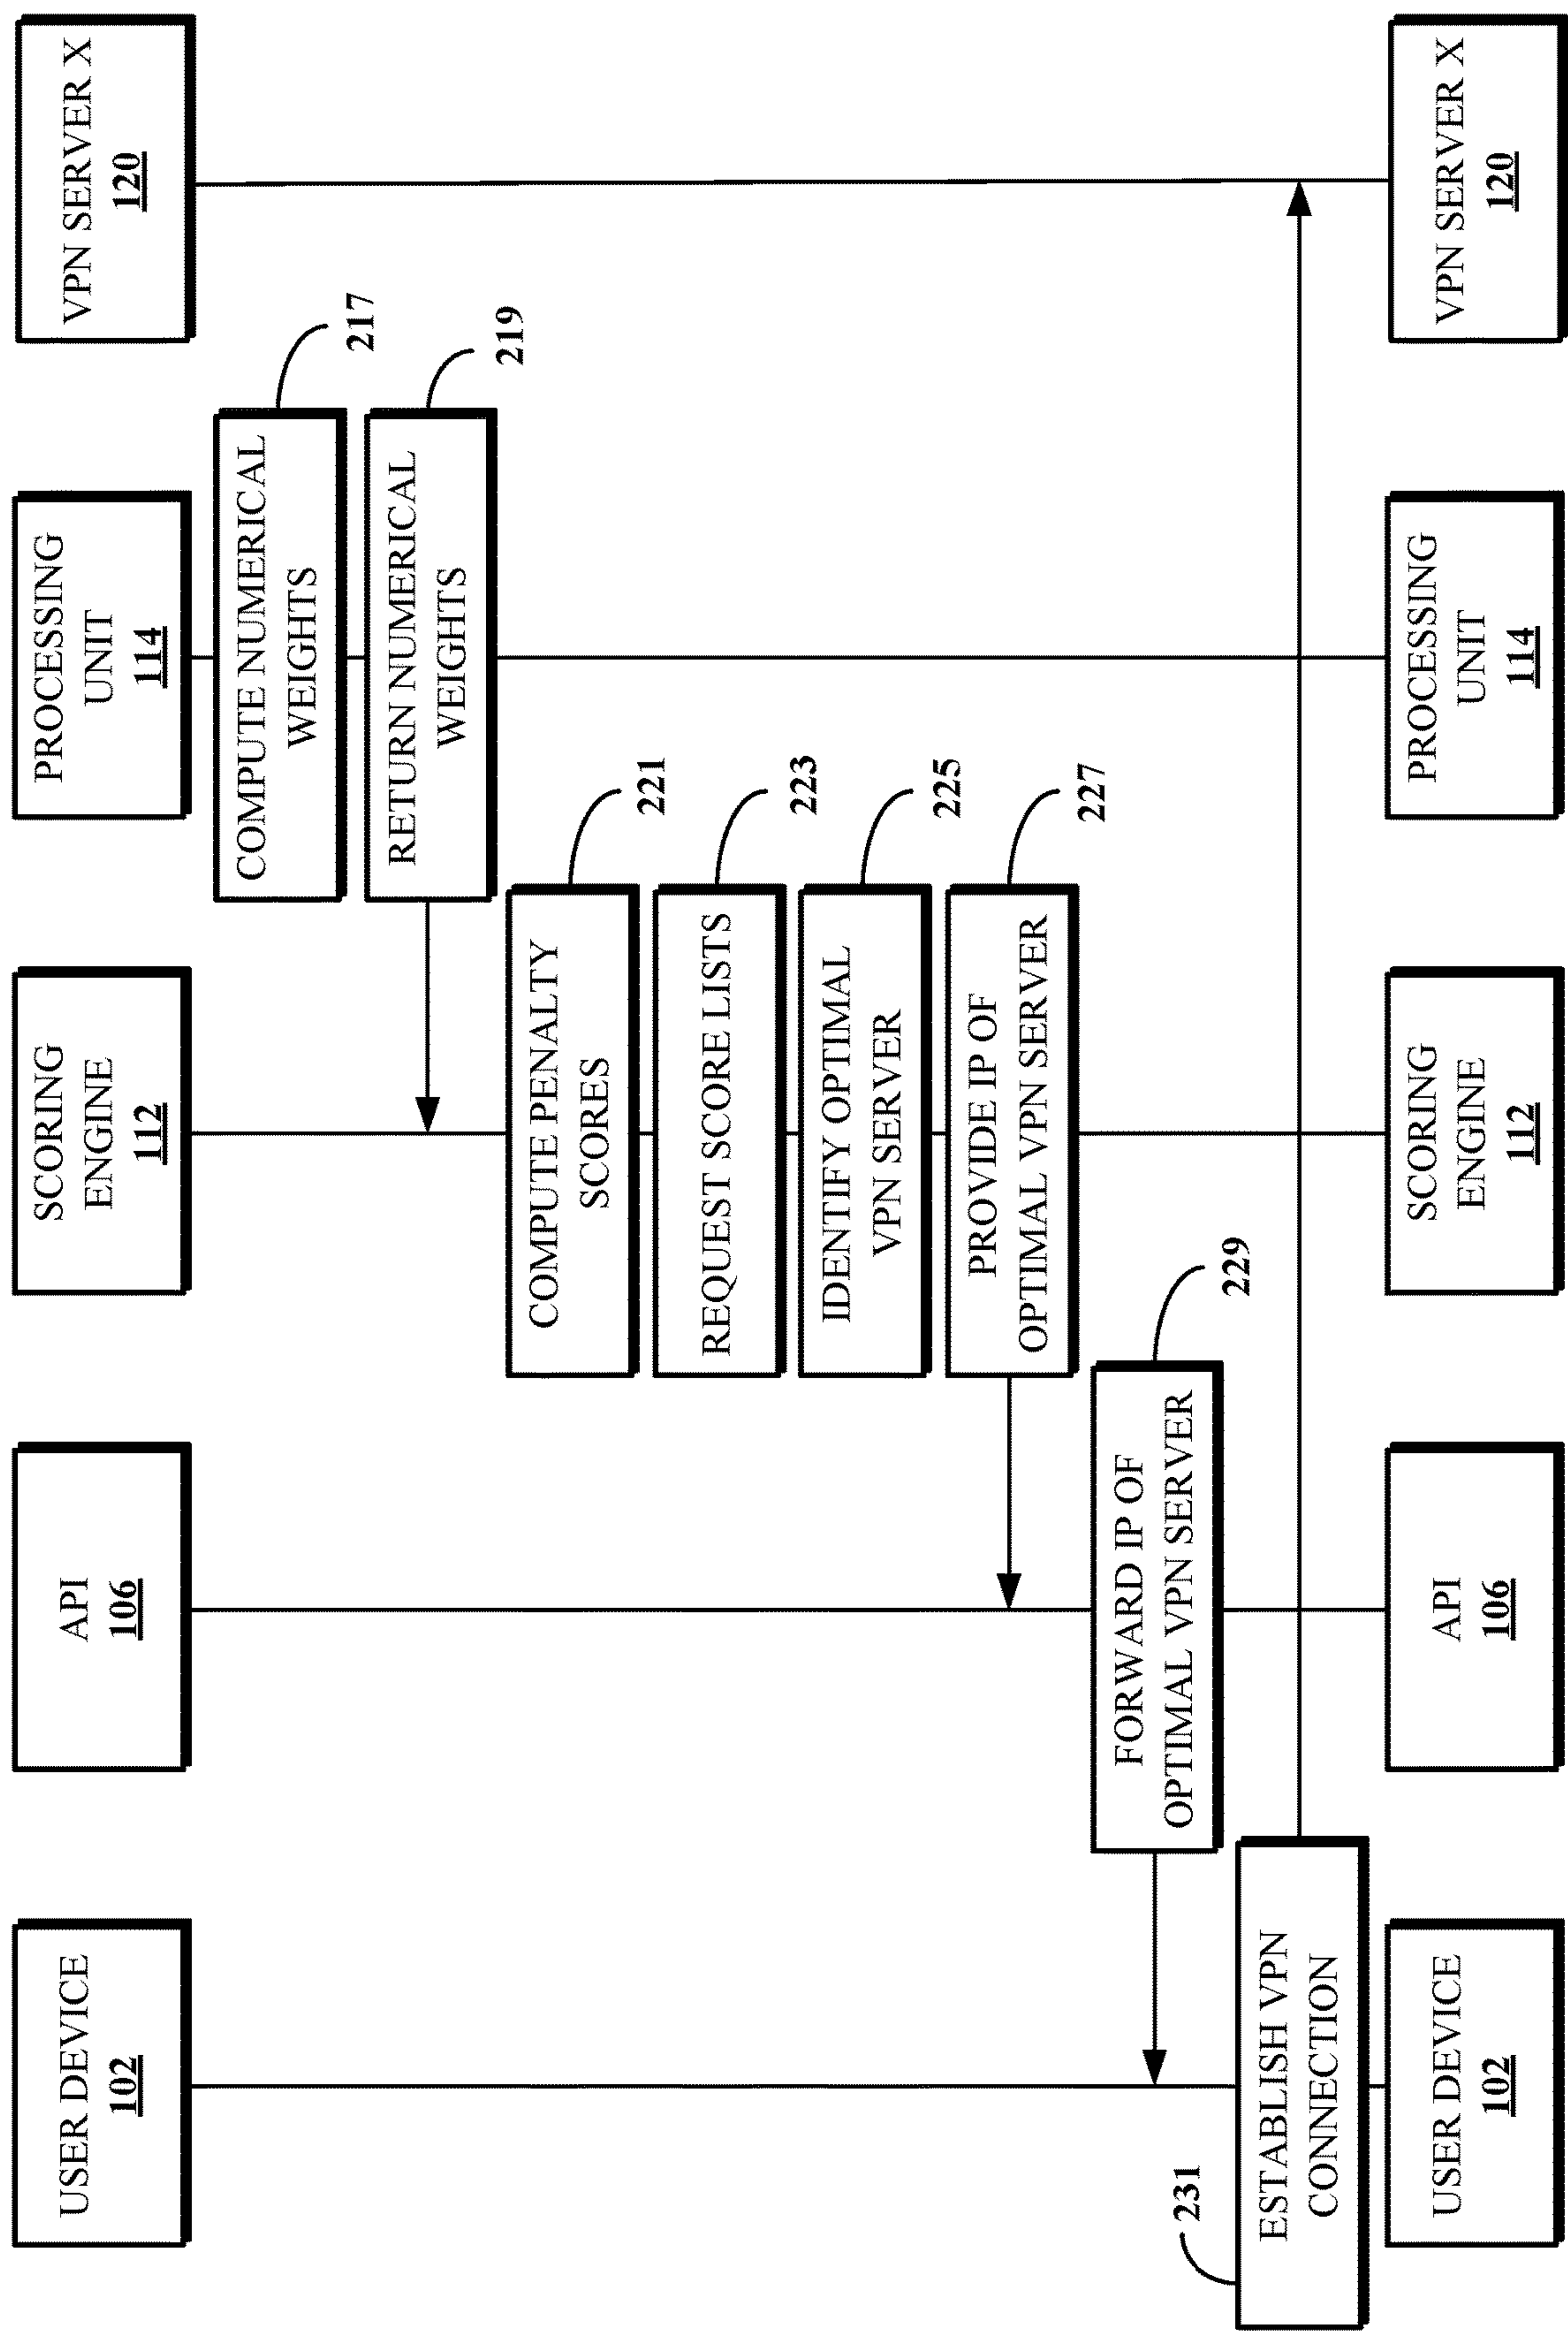 USER DEVICE
102
API
106
SCORING
ENGINE
112
PROCESSING
UNIT
114
VPN SERVER X
120
COMPUTE NUMERICAL
WEIGHTS
217
RETURN NUMERICAL
WEIGHTS
219
COMPUTE PENALTY
SCORES
221
REQUEST SCORE LISTS
223
IDENTIFY OPTIMAL
VPN SERVER
225
PROVIDE IP OF
OPTIMAL VPN SERVER
227
FORWARD IP OF
OPTIMAL VPN SERVER
229
231
ESTABLISH VPN
CONNECTION
USER DEVICE
102
API
106
SCORING
ENGINE
112
PROCESSING
UNIT
114
VPN SERVER X
120